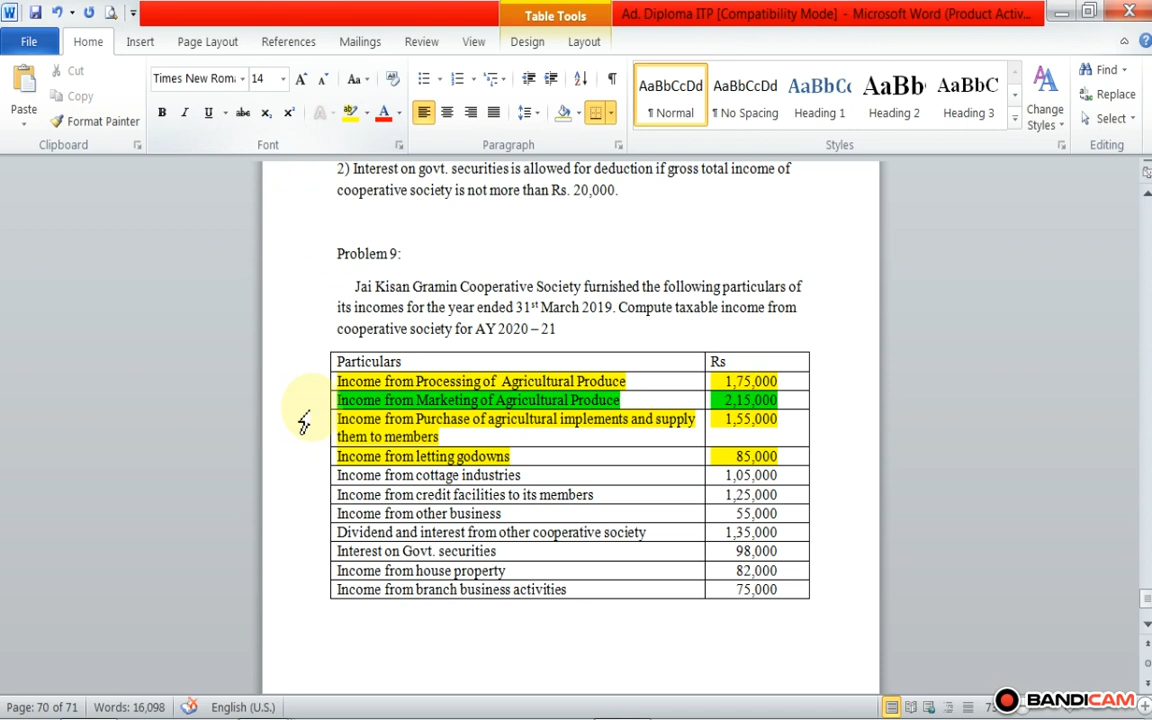 Table Tools
Ad. Diploma ITP [Compatibility Mode] - Microsoft Word (Product Activ...
File Home Insert Page Layout References Mailings Review View Design Layout
Paste
Cut
Copy
Format Painter
Clipboard
Times New Rom
14
Font
Paragraph
AaBbCcDd AaBbCcDd AaBbCc AaBb AaBbC
¶ Normal ¶ No Spacing Heading 1 Heading 2 Heading 3
Styles
Change
Styles
Find
Replace
Select
Editing
2) Interest on govt. securities is allowed for deduction if gross total income of
cooperative society is not more than Rs. 20,000.
Problem 9:
Jai Kisan Gramin Cooperative Society furnished the following particulars of
its incomes for the year ended 31st March 2019. Compute taxable income from
cooperative society for AY 2020 – 21
Particulars Rs
Income from Processing of Agricultural Produce 1,75,000
Income from Marketing of Agricultural Produce 2,15,000
Income from Purchase of agricultural implements and supply 1,55,000
them to members
Income from letting godowns 85,000
Income from cottage industries 1,05,000
Income from credit facilities to its members 1,25,000
Income from other business 55,000
Dividend and interest from other cooperative society 1,35,000
Interest on Govt. securities 98,000
Income from house property 82,000
Income from branch business activities 75,000
Page: 70 of 71 Words: 16,098 English (U.S.)
BANDICAM